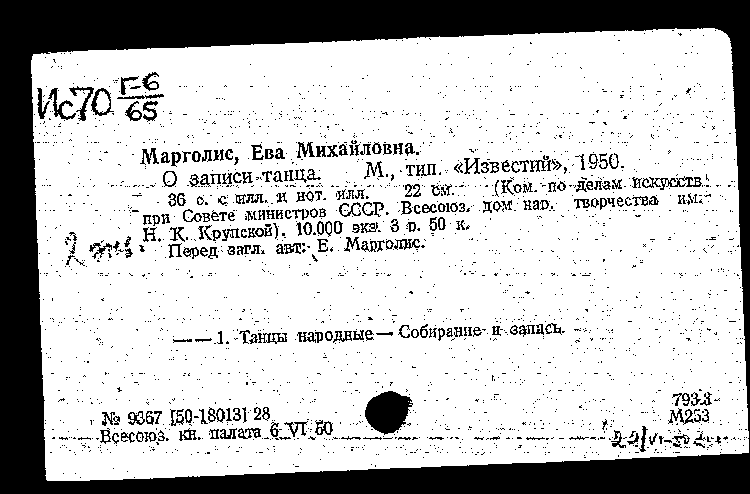 Ис70 Г-6
65
Марголис, Ева Михайловна.
О записи танца. М., тип. «Известий», 1950.
36 с. с илл. и нот. илл. 22 см. (Ком. по делам искусств
при Совете министров СССР. Всесоюз. дом нар. творчества им.
Н. К. Крупской). 10.000 экз. 3 р. 50 к.
2 экз. Перед загл. авт: Е. Марголис.
—— 1. Танцы народные — Собирание и запись.
793.3
№ 9367 [50-18013] 28 М253
Всесоюз. кн. палата 6 VI 50